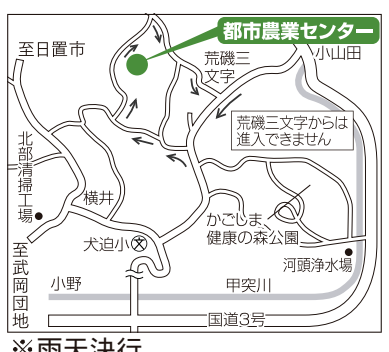 都市農業センター
至日置市
荒磯三
文字
小山田
荒磯三文字からは
進入できません
北部清掃工場
横井
かごしま
健康の森公園
犬迫小
文
河頭浄水場
至武岡団地
小野
甲突川
国道3号
※雨天決行